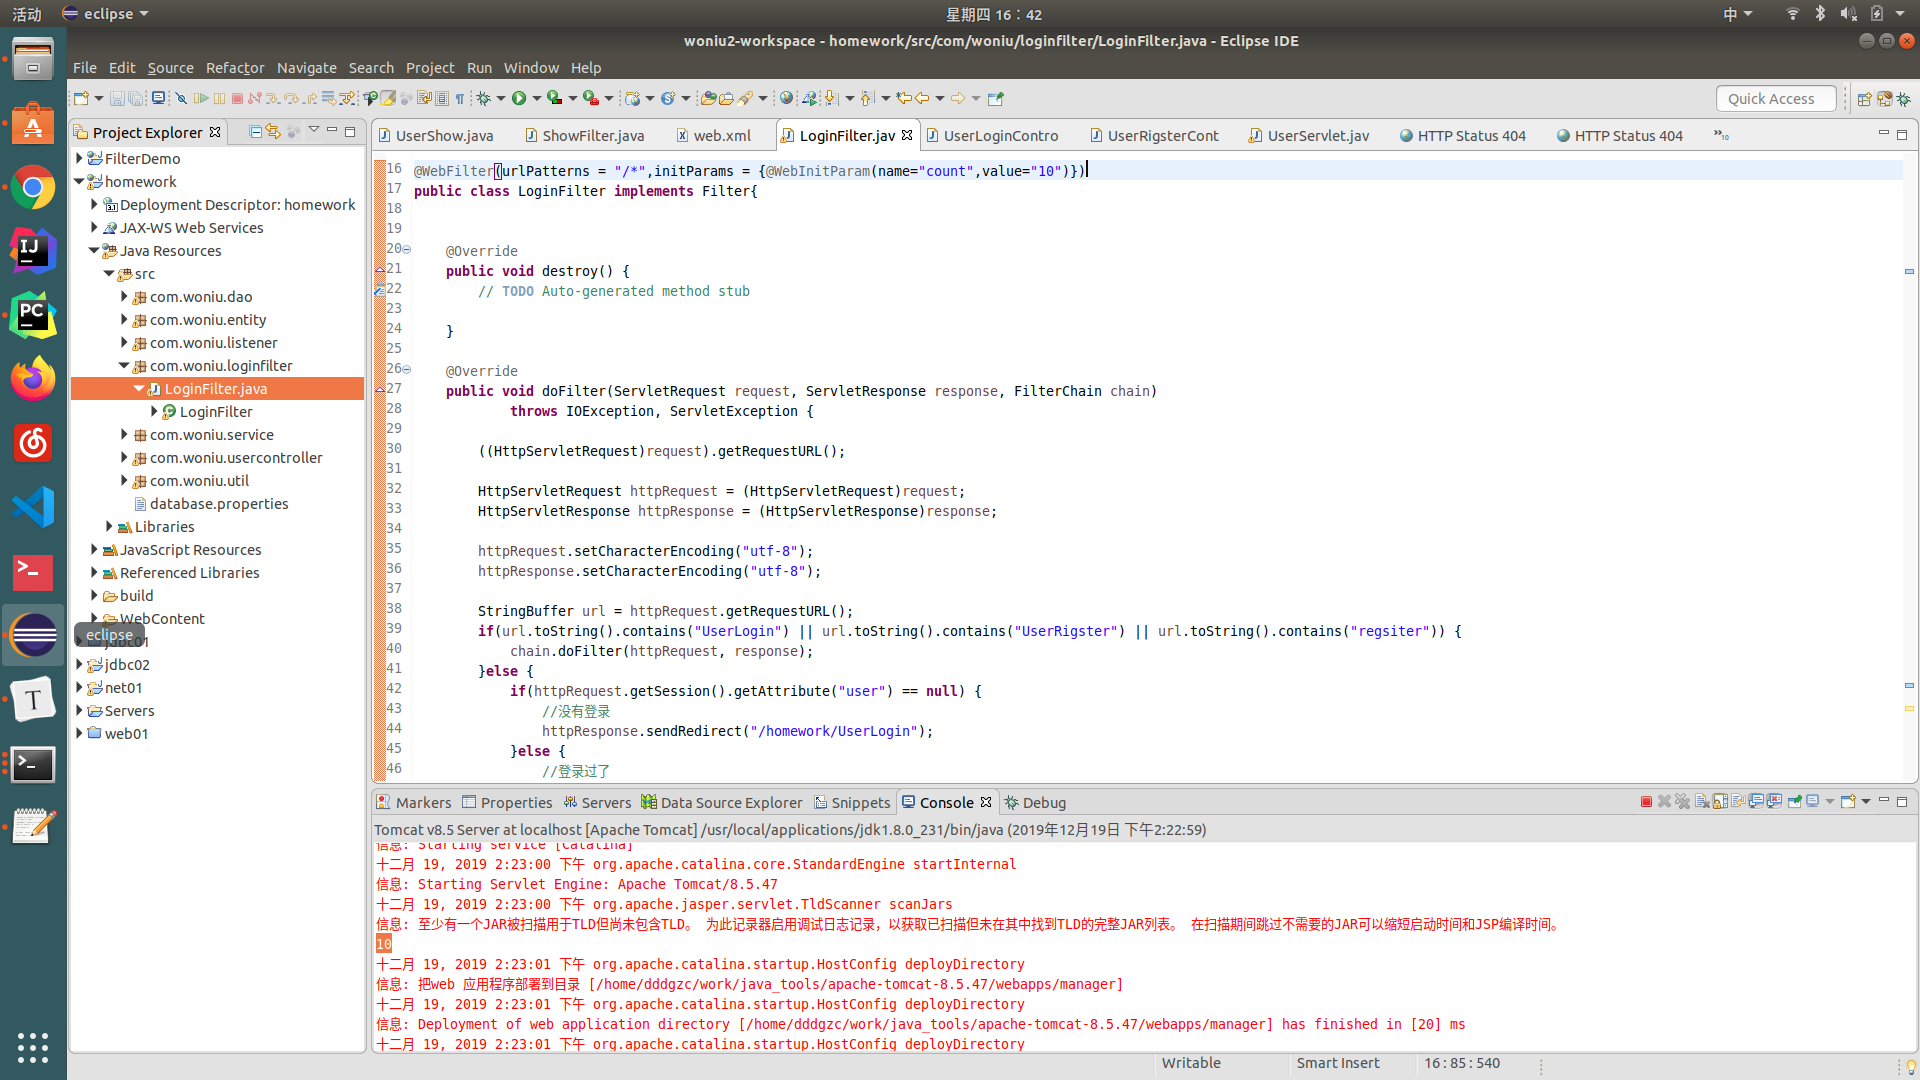 活动 eclipse 星期四 16：42 中
woniu2-workspace - homework/src/com/woniu/loginfilter/LoginFilter.java - Eclipse IDE
File Edit Source Refactor Navigate Search Project Run Window Help
Quick Access
Project Explorer
FilterDemo
homework
Deployment Descriptor: homework
JAX-WS Web Services
Java Resources
src
com.woniu.dao
com.woniu.entity
com.woniu.listener
com.woniu.loginfilter
LoginFilter.java
LoginFilter
com.woniu.service
com.woniu.usercontroller
com.woniu.util
database.properties
Libraries
JavaScript Resources
Referenced Libraries
build
WebContent
eclipse
jdbc01
jdbc02
net01
Servers
web01
UserShow.java ShowFilter.java web.xml LoginFilter.jav UserLoginContro UserRigsterCont UserServlet.jav HTTP Status 404 HTTP Status 404 »10
16 @WebFilter(urlPatterns = "/*",initParams = {@WebInitParam(name="count",value="10")})
17 public class LoginFilter implements Filter{
18
19
20 @Override
21 public void destroy() {
22 // TODO Auto-generated method stub
23
24 }
25
26 @Override
27 public void doFilter(ServletRequest request, ServletResponse response, FilterChain chain)
28 throws IOException, ServletException {
29
30 ((HttpServletRequest)request).getRequestURL();
31
32 HttpServletRequest httpRequest = (HttpServletRequest)request;
33 HttpServletResponse httpResponse = (HttpServletResponse)response;
34
35 httpRequest.setCharacterEncoding("utf-8");
36 httpResponse.setCharacterEncoding("utf-8");
37
38 StringBuffer url = httpRequest.getRequestURL();
39 if(url.toString().contains("UserLogin") || url.toString().contains("UserRigster") || url.toString().contains("regsiter")) {
40 chain.doFilter(httpRequest, response);
41 }else {
42 if(httpRequest.getSession().getAttribute("user") == null) {
43 //没有登录
44 httpResponse.sendRedirect("/homework/UserLogin");
45 }else {
46 //登录过了
Markers Properties Servers Data Source Explorer Snippets Console Debug
Tomcat v8.5 Server at localhost [Apache Tomcat] /usr/local/applications/jdk1.8.0_231/bin/java (2019年12月19日 下午2:22:59)
信息: Starting service [Catalina]
十二月 19, 2019 2:23:00 下午 org.apache.catalina.core.StandardEngine startInternal
信息: Starting Servlet Engine: Apache Tomcat/8.5.47
十二月 19, 2019 2:23:00 下午 org.apache.jasper.servlet.TldScanner scanJars
信息: 至少有一个JAR被扫描用于TLD但尚未包含TLD。 为此记录器启用调试日志记录，以获取已扫描但未在其中找到TLD的完整JAR列表。 在扫描期间跳过不需要的JAR可以缩短启动时间和JSP编译时间。
10
十二月 19, 2019 2:23:01 下午 org.apache.catalina.startup.HostConfig deployDirectory
信息: 把web 应用程序部署到目录 [/home/dddgzc/work/java_tools/apache-tomcat-8.5.47/webapps/manager]
十二月 19, 2019 2:23:01 下午 org.apache.catalina.startup.HostConfig deployDirectory
信息: Deployment of web application directory [/home/dddgzc/work/java_tools/apache-tomcat-8.5.47/webapps/manager] has finished in [20] ms
十二月 19, 2019 2:23:01 下午 org.apache.catalina.startup.HostConfig deployDirectory
Writable Smart Insert 16 : 85 : 540